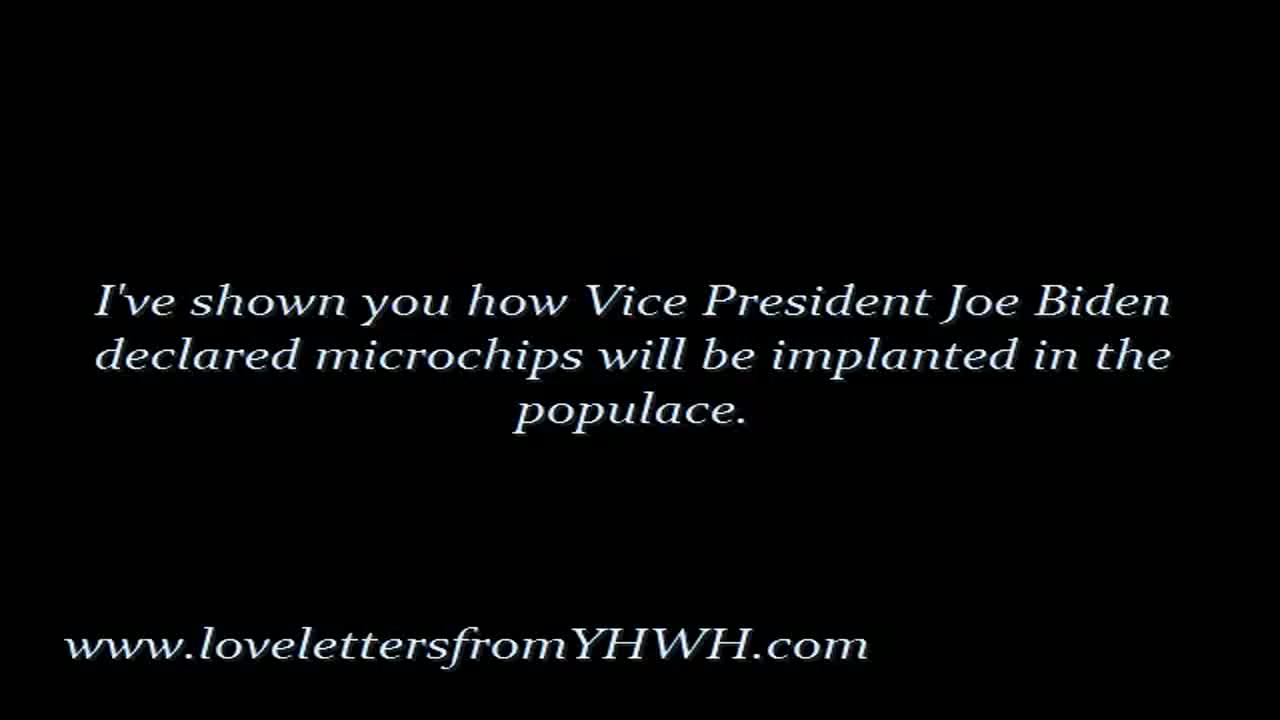 I've shown you how Vice President Joe Biden
declared microchips will be implanted in the
populace.
www.lovelettersfromYHWH.com